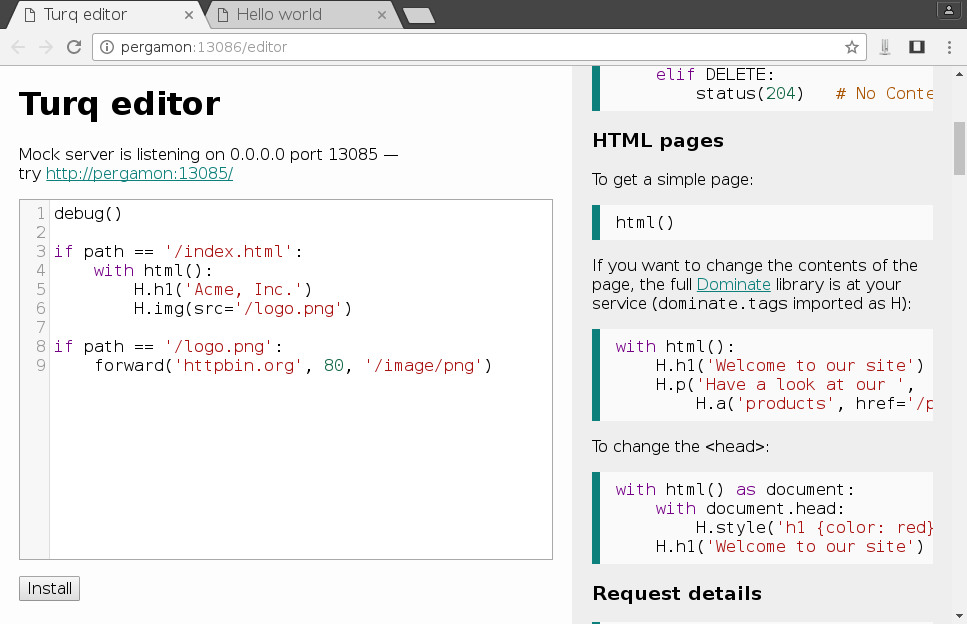 Turq editor
Hello world
pergamon:13086/editor
Turq editor
Mock server is listening on 0.0.0.0 port 13085 —
try http://pergamon:13085/
1 debug()
2
3 if path == '/index.html':
4     with html():
5         H.h1('Acme, Inc.')
6         H.img(src='/logo.png')
7
8 if path == '/logo.png':
9     forward('httpbin.org', 80, '/image/png')
Install
elif DELETE:
    status(204)   # No Conte
HTML pages
To get a simple page:
html()
If you want to change the contents of the
page, the full Dominate library is at your
service (dominate.tags imported as H):
with html():
    H.h1('Welcome to our site')
    H.p('Have a look at our ',
        H.a('products', href='/p
To change the <head>:
with html() as document:
    with document.head:
        H.style('h1 {color: red}
    H.h1('Welcome to our site')
Request details